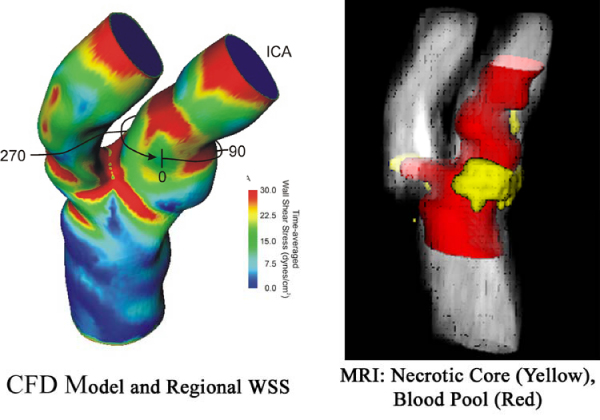 ICA
270
90
0
30.0
22.5
15.0
7.5
0.0
Time-averaged
Wall Shear Stress (dynes/cm²)
CFD Model and Regional WSS
MRI: Necrotic Core (Yellow),
Blood Pool (Red)